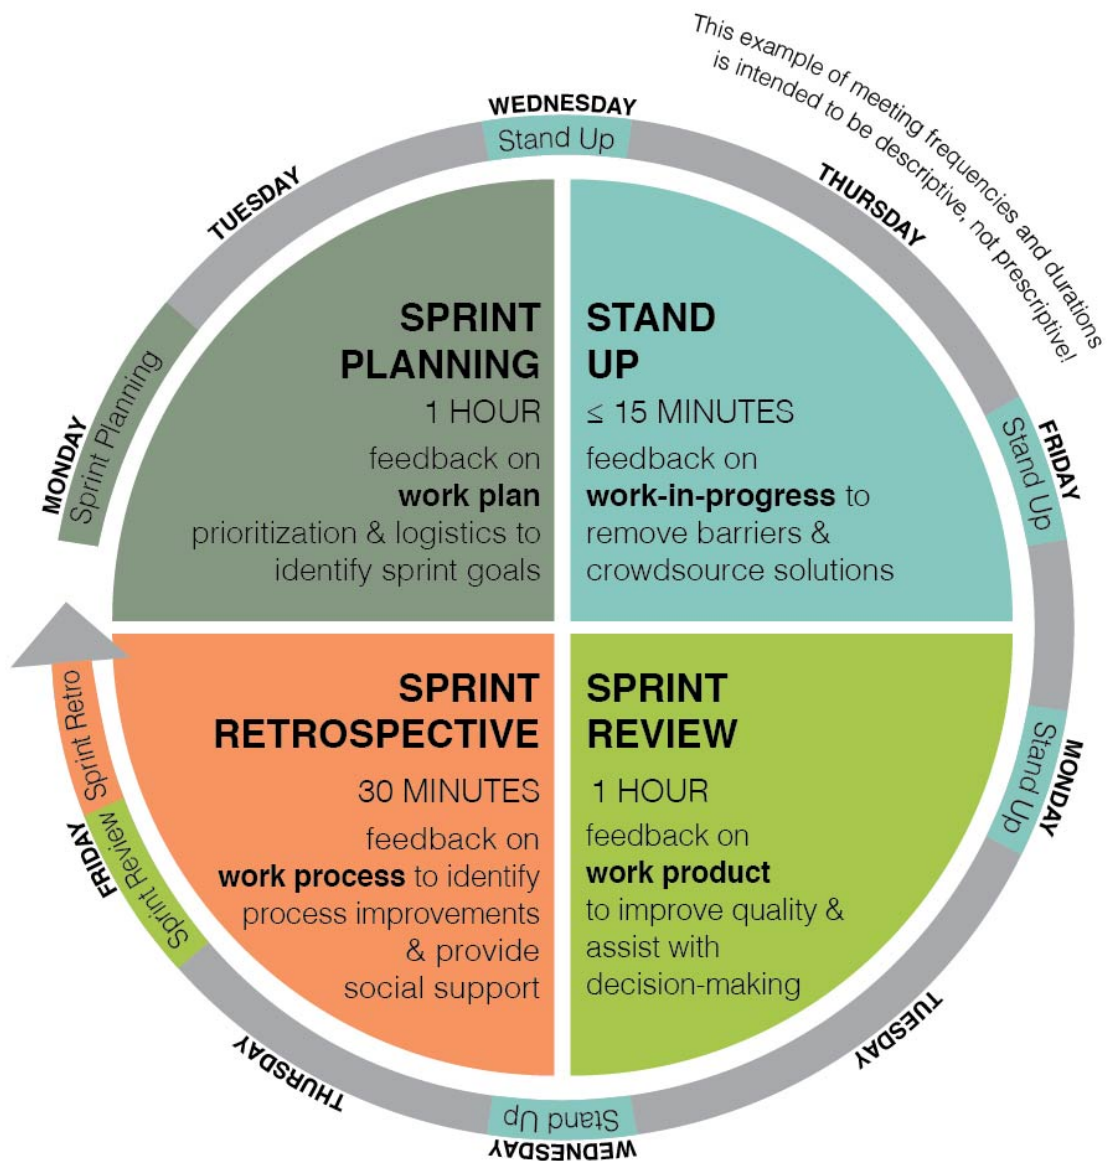 This example of meeting frequencies and durations
is intended to be descriptive, not prescriptive!
MONDAY
Sprint Planning
TUESDAY
WEDNESDAY
Stand Up
THURSDAY
FRIDAY
Stand Up
MONDAY
Stand Up
TUESDAY
WEDNESDAY
Stand Up
THURSDAY
FRIDAY
Sprint Review
Sprint Retro
SPRINT
PLANNING
1 HOUR
feedback on
work plan
prioritization & logistics to
identify sprint goals
STAND
UP
≤ 15 MINUTES
feedback on
work-in-progress to
remove barriers &
crowdsource solutions
SPRINT
RETROSPECTIVE
30 MINUTES
feedback on
work process to identify
process improvements
& provide
social support
SPRINT
REVIEW
1 HOUR
feedback on
work product
to improve quality &
assist with
decision-making